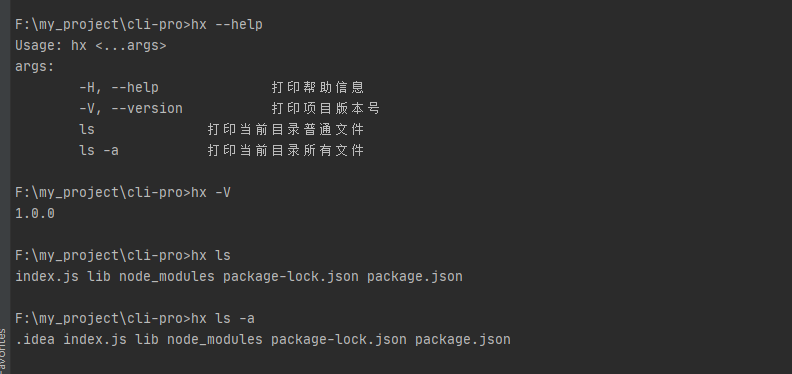 F:\my_project\cli-pro>hx --help
Usage: hx <...args>
args:
-H, --help 打印帮助信息
-V, --version 打印项目版本号
ls 打印当前目录普通文件
ls -a 打印当前目录所有文件
F:\my_project\cli-pro>hx -V
1.0.0
F:\my_project\cli-pro>hx ls
index.js lib node_modules package-lock.json package.json
F:\my_project\cli-pro>hx ls -a
.idea index.js lib node_modules package-lock.json package.json
avorites